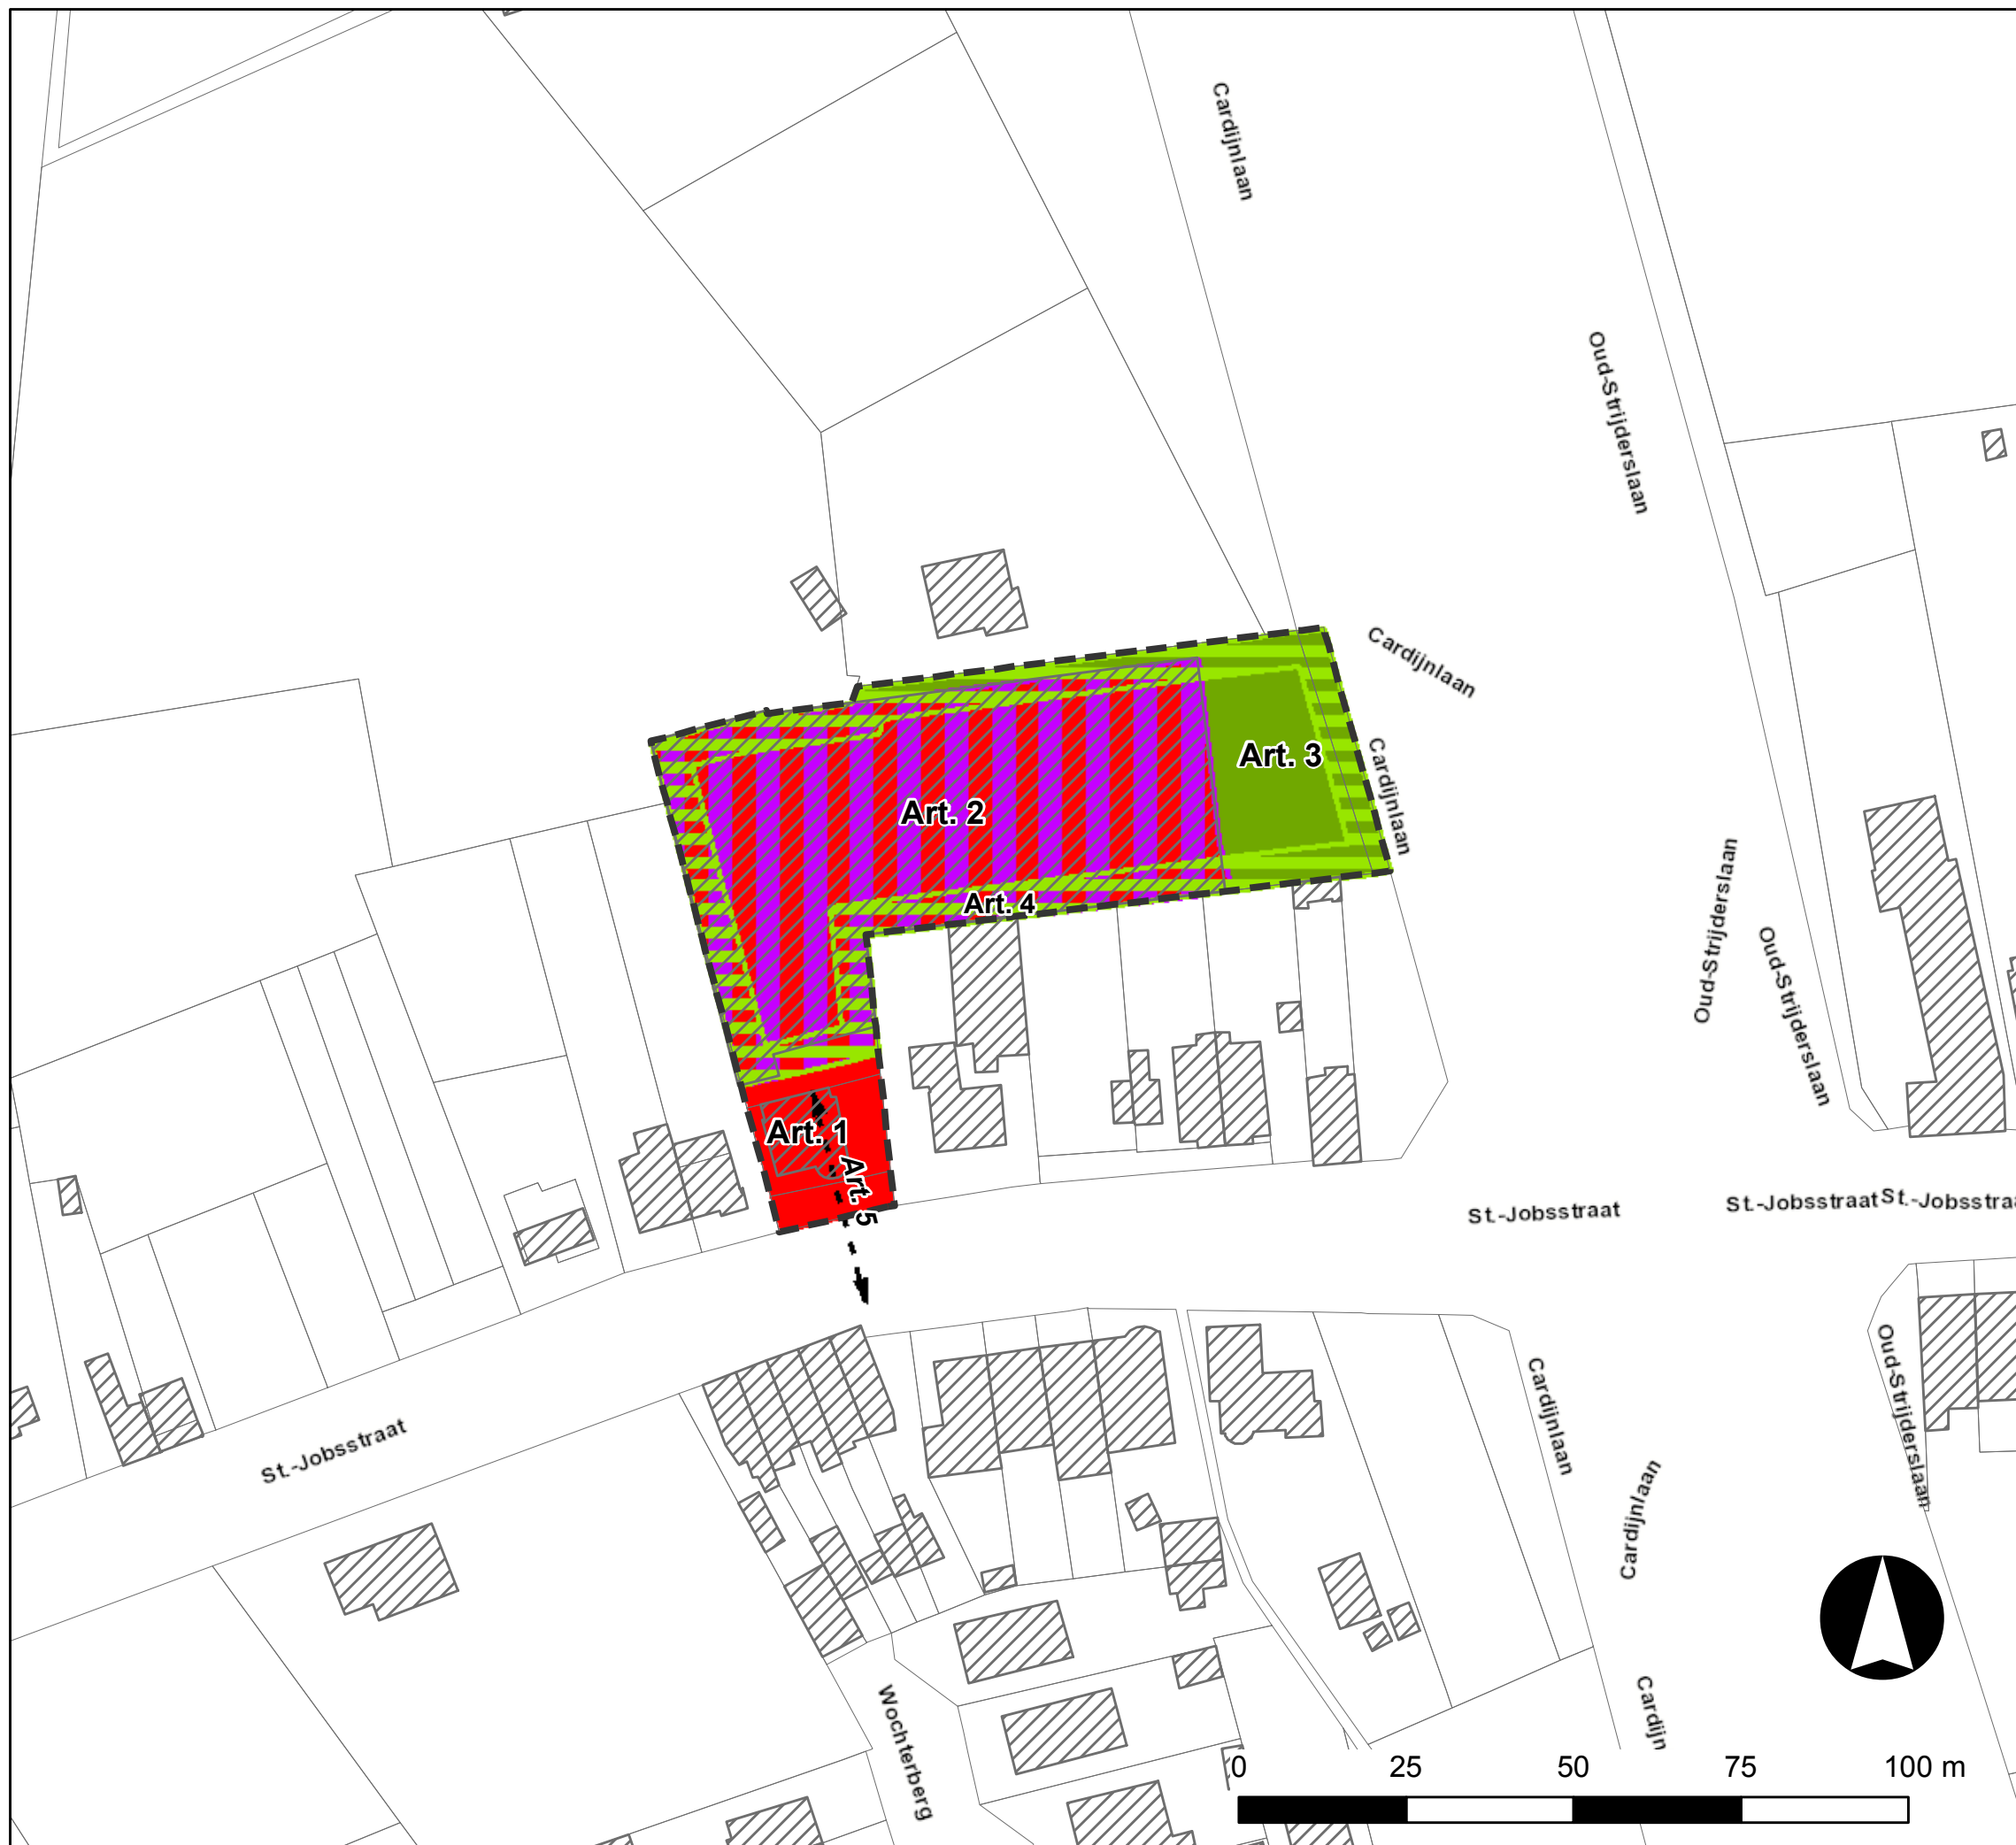 Cardijnlaan
Oud-Strijderslaan
Cardijnlaan
Cardijnlaan
Art. 3
Art. 2
Art. 4
Oud-Strijderslaan
Oud-Strijderslaan
Art. 1
Art. 5
St.-Jobsstraat
St.-Jobsstraat
St.-Jobsstraa
St.-Jobsstraat
Cardijnlaan
Oud-Strijderslaan
Cardijnlaan
Wochterberg
Cardijn
0 25 50 75 100 m